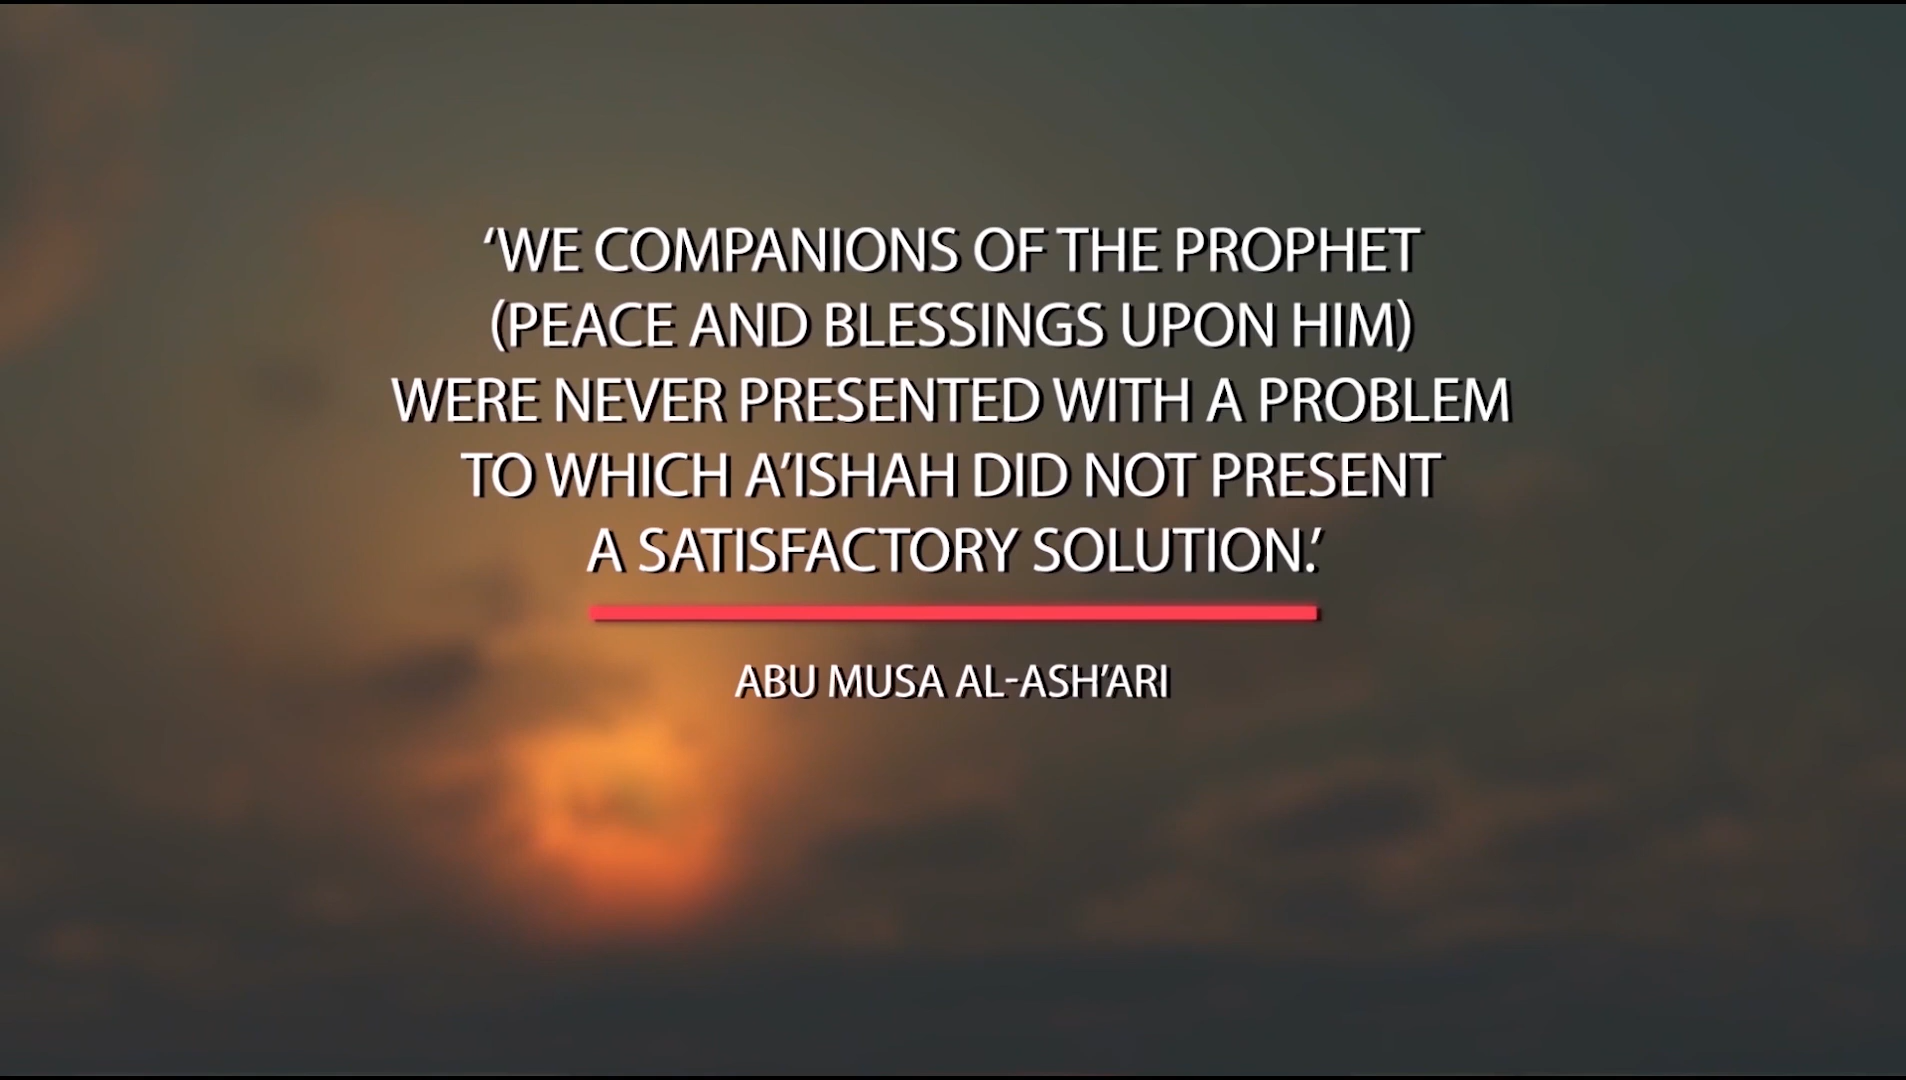 ‘WE COMPANIONS OF THE PROPHET
(PEACE AND BLESSINGS UPON HIM)
WERE NEVER PRESENTED WITH A PROBLEM
TO WHICH A’ISHAH DID NOT PRESENT
A SATISFACTORY SOLUTION.’
ABU MUSA AL-ASH’ARI